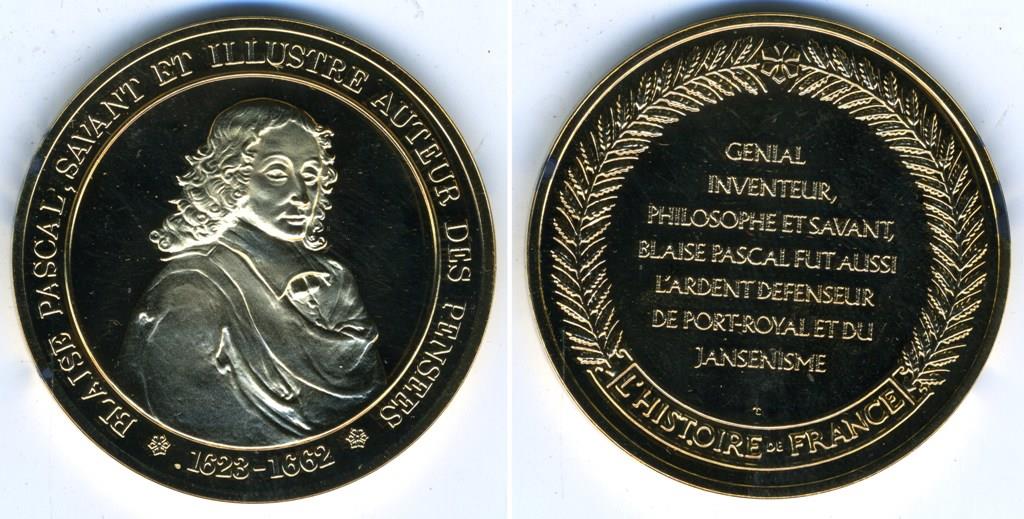 BLAISE PASCAL, SAVANT ET ILLUSTRE AUTEUR DES PENSEES
1623-1662
GENIAL
INVENTEUR,
PHILOSOPHE ET SAVANT,
BLAISE PASCAL FUT AUSSI
L'ARDENT DEFENSEUR
DE PORT-ROYAL ET DU
JANSENISME
L'HISTOIRE DE FRANCE